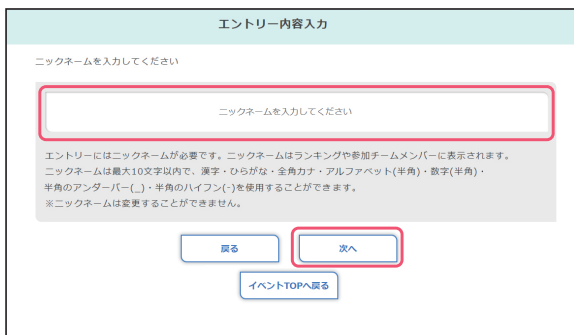 エントリー内容入力
ニックネームを入力してください
ニックネームを入力してください
エントリーにはニックネームが必要です。ニックネームはランキングや参加チームメンバーに表示されます。
ニックネームは最大10文字以内で、漢字・ひらがな・全角カナ・アルファベット(半角)・数字(半角)・
半角のアンダーバー(_)・半角のハイフン(-)を使用することができます。
※ニックネームは変更することができません。
戻る 次へ
イベントTOPへ戻る